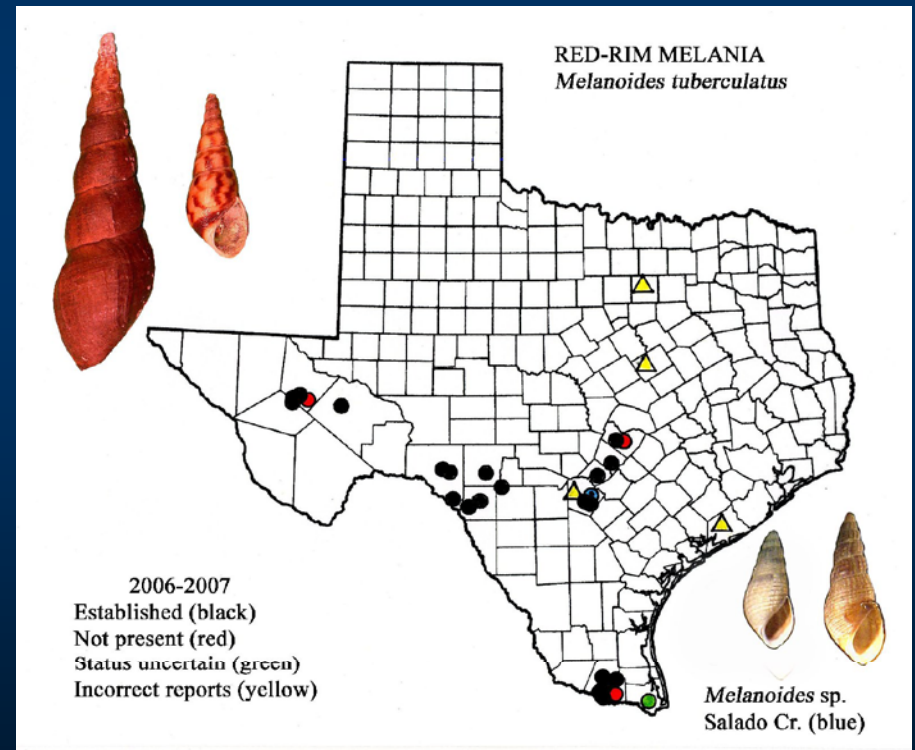 RED-RIM MELANIA
Melanoides tuberculatus
2006-2007
Established (black)
Not present (red)
Status uncertain (green)
Incorrect reports (yellow)
Melanoides sp.
Salado Cr. (blue)